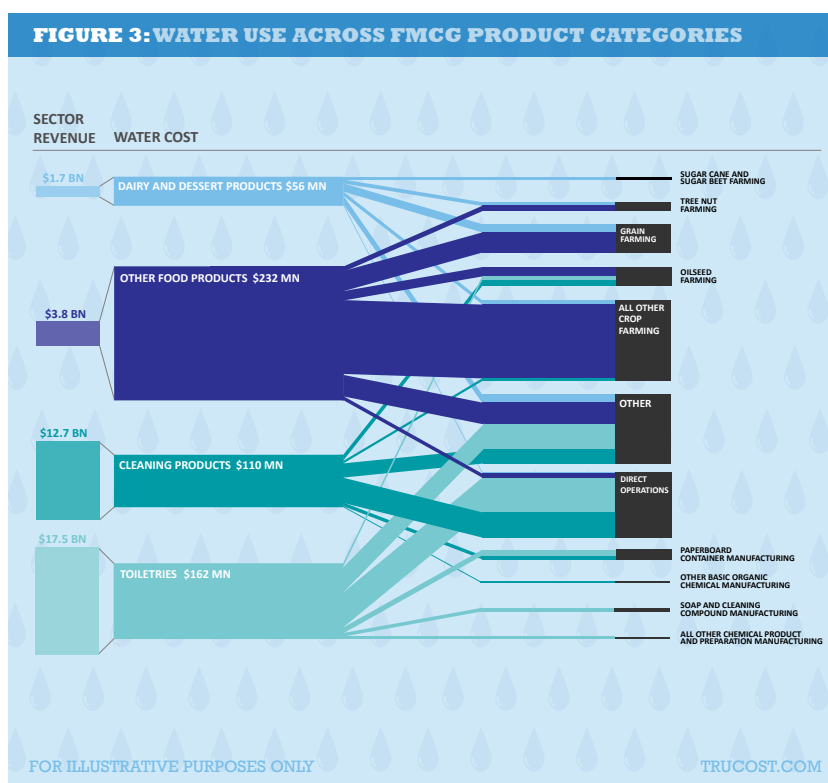 FIGURE 3: WATER USE ACROSS FMCG PRODUCT CATEGORIES
SECTOR
REVENUE
WATER COST
$1.7 BN
DAIRY AND DESSERT PRODUCTS $56 MN
SUGAR CANE AND
SUGAR BEET FARMING
TREE NUT
FARMING
GRAIN
FARMING
OTHER FOOD PRODUCTS $232 MN
OILSEED
FARMING
$3.8 BN
ALL OTHER
CROP
FARMING
OTHER
$12.7 BN
CLEANING PRODUCTS $110 MN
DIRECT
OPERATIONS
$17.5 BN
TOILETRIES $162 MN
PAPERBOARD
CONTAINER MANUFACTURING
OTHER BASIC ORGANIC
CHEMICAL MANUFACTURING
SOAP AND CLEANING
COMPOUND MANUFACTURING
ALL OTHER CHEMICAL PRODUCT
AND PREPARATION MANUFACTURING
FOR ILLUSTRATIVE PURPOSES ONLY
TRUCOST.COM